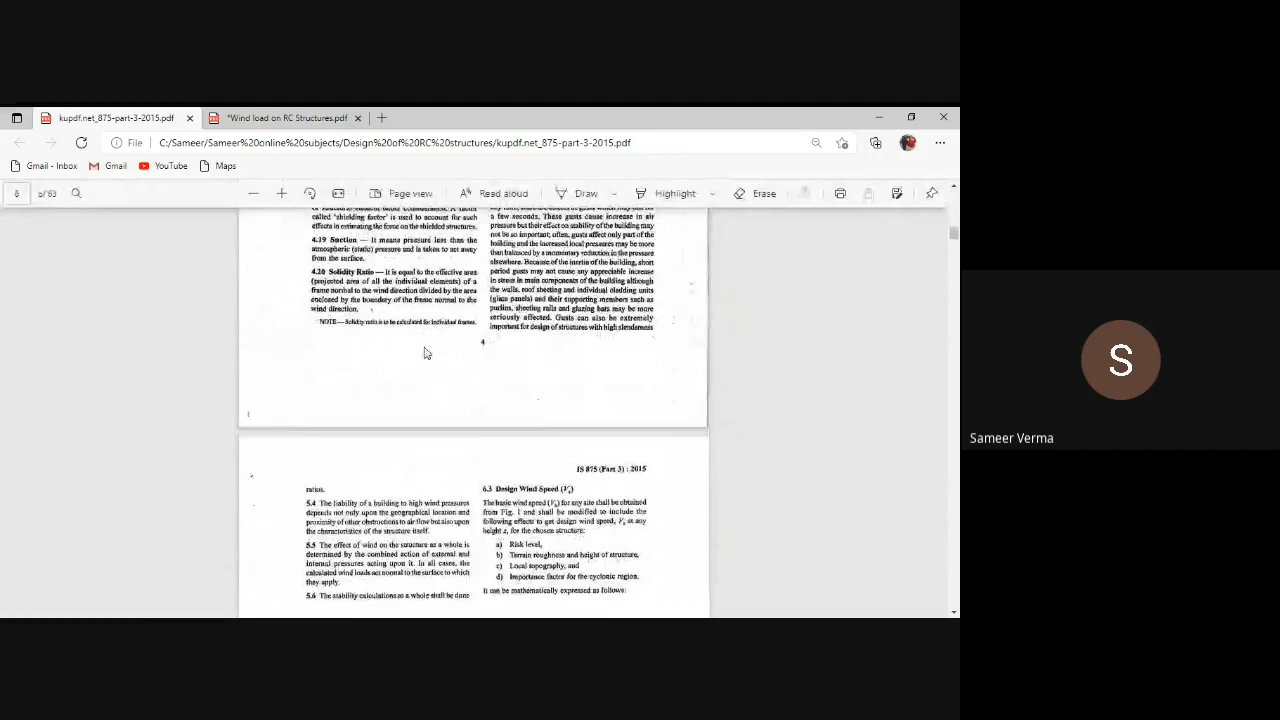 kupdf.net_875-part-3-2015.pdf
*Wind load on RC Structures.pdf
File
C:/Sameer/Sameer%20online%20subjects/Design%20of%20RC%20structures/kupdf.net_875-part-3-2015.pdf
Gmail - Inbox
Gmail
YouTube
Maps
of 63
Page view
Read aloud
Draw
Highlight
Erase
called 'shielding factor' is used to account for such
effects in estimating the force on the shielded structures.
4.19 Suction — It means pressure less than the
atmospheric (static) pressure and is taken to act away
from the surface.
4.20 Solidity Ratio — It is equal to the effective area
(projected area of all the individual elements) of a
frame normal to the wind direction divided by the area
enclosed by the boundary of the frame normal to the
wind direction.
NOTE — Solidity ratio is to be calculated for individual frames.
a few seconds. These gusts cause increase in air
pressure but their effect on stability of the building may
not be so important; often, gusts affect only part of the
building and the increased local pressures may be more
than balanced by a momentary reduction in the pressure
elsewhere. Because of the inertia of the building, short
period gusts may not cause any appreciable increase
in stress in main components of the building although
the walls, roof sheeting and individual cladding units
(glass panels) and their supporting members such as
purlins, sheeting rails and glazing bars may be more
seriously affected. Gusts can also be extremely
important for design of structures with high slenderness
4
IS 875 (Part 3) : 2015
ratios.
5.4 The liability of a building to high wind pressures
depends not only upon the geographical location and
proximity of other obstructions to air flow but also upon
the characteristics of the structure itself.
5.5 The effect of wind on the structure as a whole is
determined by the combined action of external and
internal pressures acting upon it. In all cases, the
calculated wind loads act normal to the surface to which
they apply.
5.6 The stability calculations as a whole shall be done
6.3 Design Wind Speed (Vz)
The basic wind speed (Vb) for any site shall be obtained
from Fig. 1 and shall be modified to include the
following effects to get design wind speed, Vz at any
height z, for the chosen structure:
a) Risk level,
b) Terrain roughness and height of structure,
c) Local topography, and
d) Importance factor for the cyclonic region.
It can be mathematically expressed as follows:
S
Sameer Verma